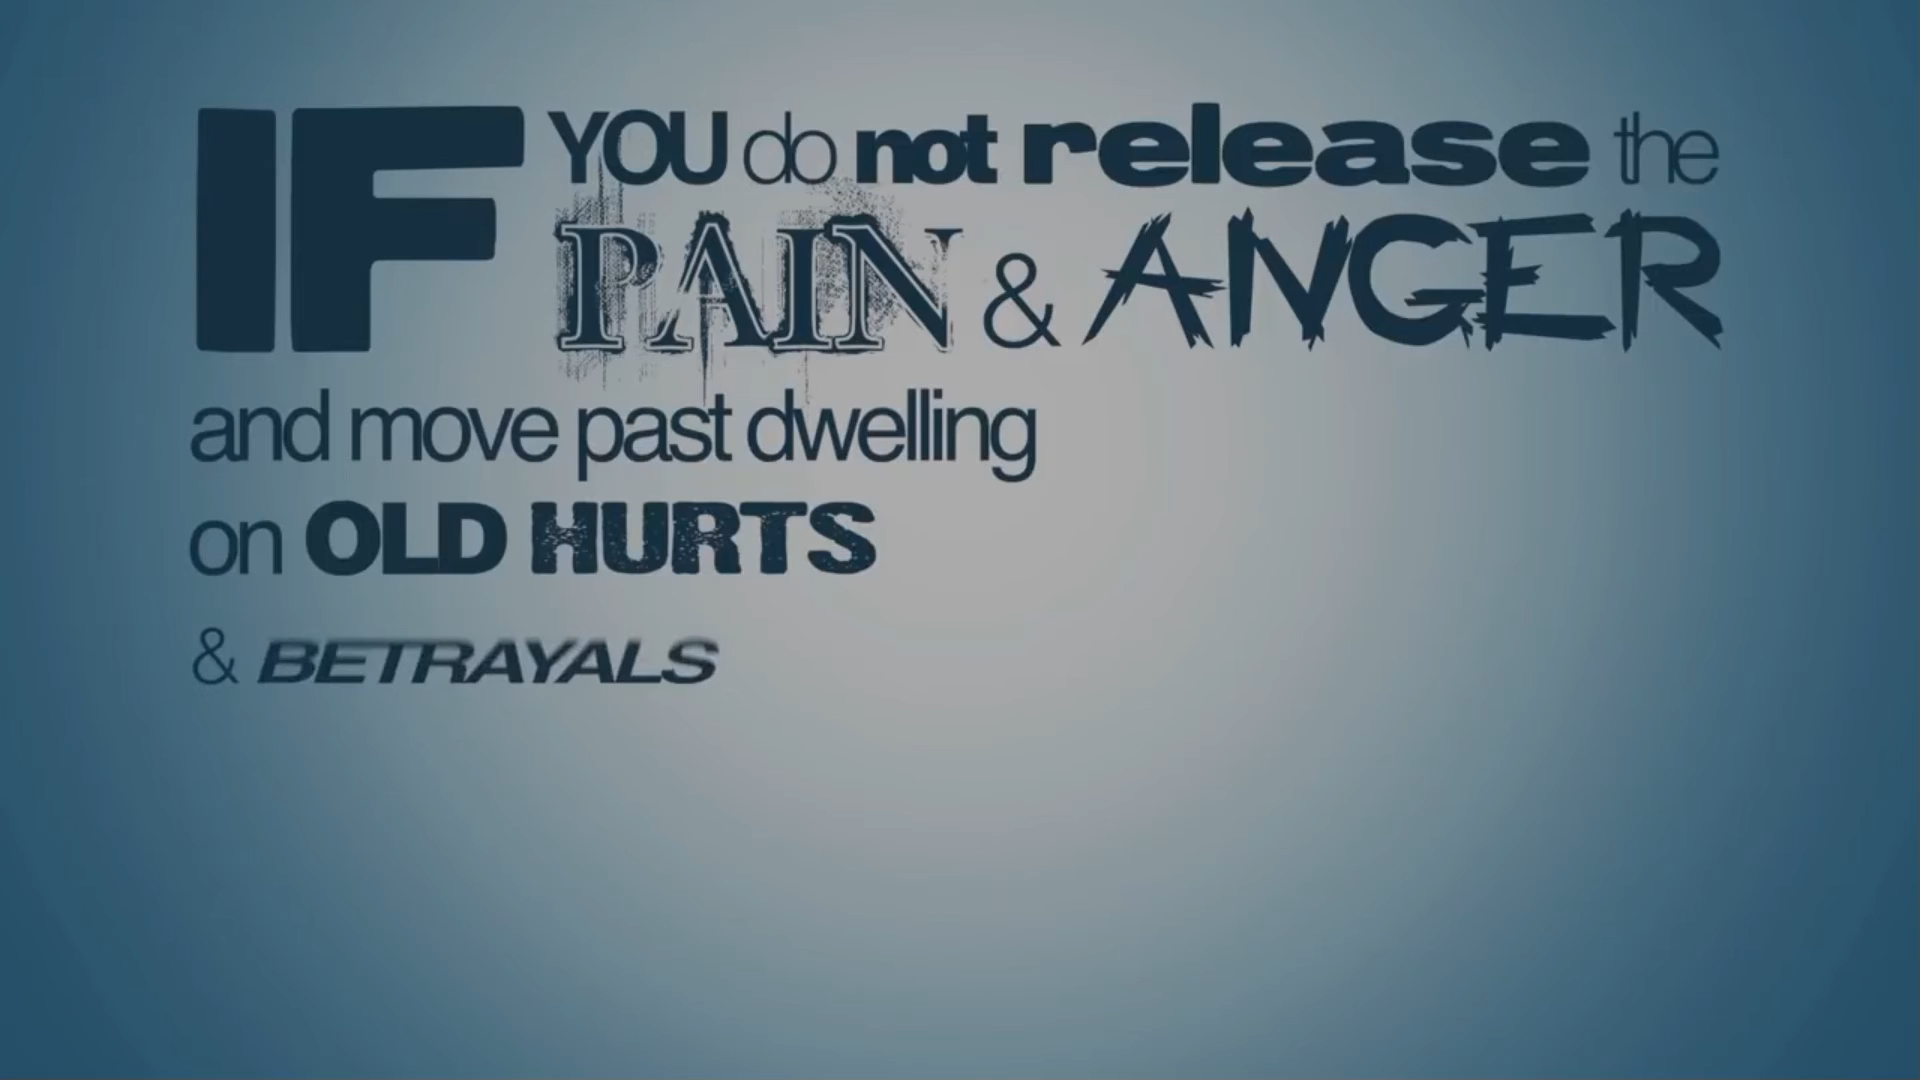 IF YOU do not release the
PAIN & ANGER
and move past dwelling
on OLD HURTS
& BETRAYALS